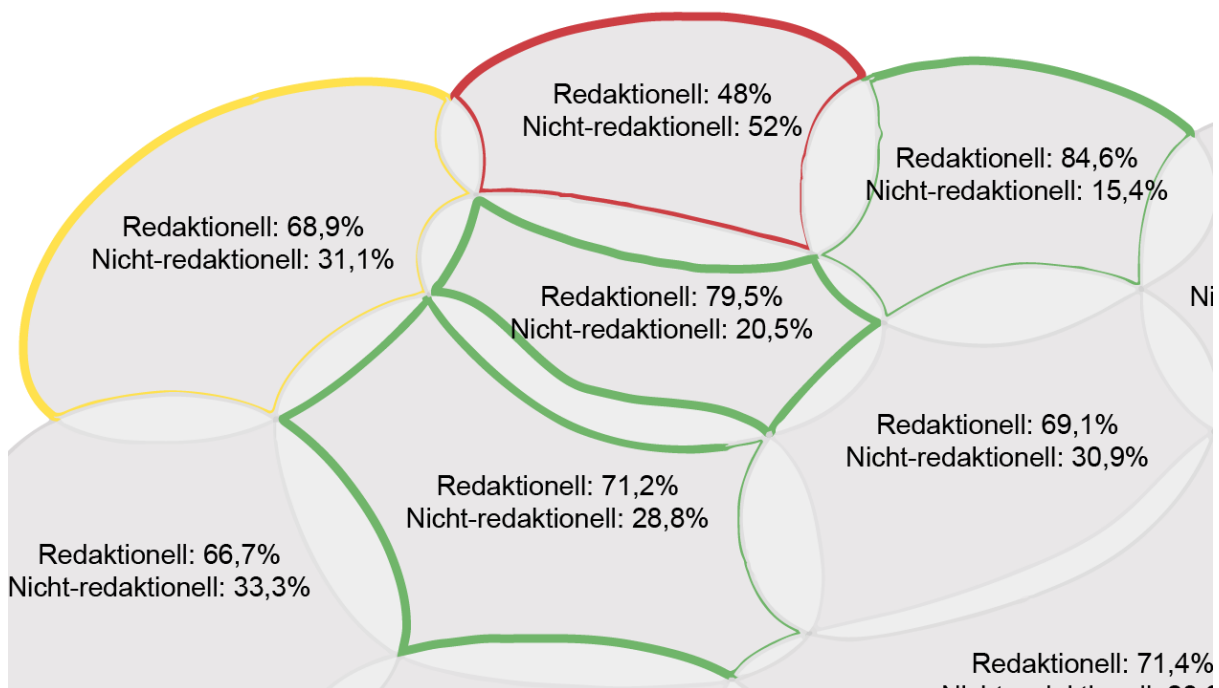 Redaktionell: 48%
Nicht-redaktionell: 52%
Redaktionell: 84,6%
Nicht-redaktionell: 15,4%
Redaktionell: 68,9%
Nicht-redaktionell: 31,1%
Redaktionell: 79,5%
Nicht-redaktionell: 20,5%
Redaktionell: 69,1%
Nicht-redaktionell: 30,9%
Redaktionell: 71,2%
Nicht-redaktionell: 28,8%
Redaktionell: 66,7%
Nicht-redaktionell: 33,3%
Redaktionell: 71,4%